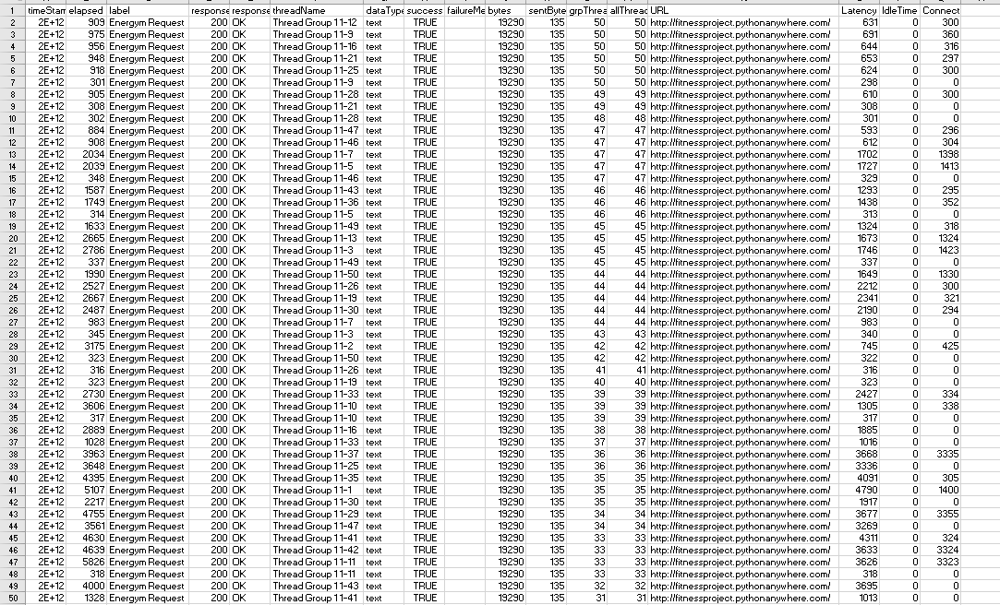 1 timeStam elapsed label response response threadName dataType success failureMe bytes sentByte grpThrea allThread URL Latency IdleTime Connect
2 2E+12 909 Energym Request 200 OK Thread Group 11-12 text TRUE 19290 135 50 50 http://fitnessproject.pythonanywhere.com/ 631 0 300
3 2E+12 975 Energym Request 200 OK Thread Group 11-9 text TRUE 19290 135 50 50 http://fitnessproject.pythonanywhere.com/ 691 0 360
4 2E+12 956 Energym Request 200 OK Thread Group 11-16 text TRUE 19290 135 50 50 http://fitnessproject.pythonanywhere.com/ 644 0 316
5 2E+12 948 Energym Request 200 OK Thread Group 11-21 text TRUE 19290 135 50 50 http://fitnessproject.pythonanywhere.com/ 653 0 297
6 2E+12 918 Energym Request 200 OK Thread Group 11-25 text TRUE 19290 135 50 50 http://fitnessproject.pythonanywhere.com/ 624 0 300
7 2E+12 301 Energym Request 200 OK Thread Group 11-9 text TRUE 19290 135 50 50 http://fitnessproject.pythonanywhere.com/ 298 0 0
8 2E+12 905 Energym Request 200 OK Thread Group 11-28 text TRUE 19290 135 49 49 http://fitnessproject.pythonanywhere.com/ 610 0 300
9 2E+12 308 Energym Request 200 OK Thread Group 11-21 text TRUE 19290 135 49 49 http://fitnessproject.pythonanywhere.com/ 308 0 0
10 2E+12 302 Energym Request 200 OK Thread Group 11-28 text TRUE 19290 135 48 48 http://fitnessproject.pythonanywhere.com/ 301 0 0
11 2E+12 884 Energym Request 200 OK Thread Group 11-47 text TRUE 19290 135 47 47 http://fitnessproject.pythonanywhere.com/ 593 0 296
12 2E+12 908 Energym Request 200 OK Thread Group 11-46 text TRUE 19290 135 47 47 http://fitnessproject.pythonanywhere.com/ 612 0 304
13 2E+12 2034 Energym Request 200 OK Thread Group 11-7 text TRUE 19290 135 47 47 http://fitnessproject.pythonanywhere.com/ 1702 0 1398
14 2E+12 2039 Energym Request 200 OK Thread Group 11-5 text TRUE 19290 135 47 47 http://fitnessproject.pythonanywhere.com/ 1727 0 1413
15 2E+12 348 Energym Request 200 OK Thread Group 11-46 text TRUE 19290 135 47 47 http://fitnessproject.pythonanywhere.com/ 329 0 0
16 2E+12 1587 Energym Request 200 OK Thread Group 11-43 text TRUE 19290 135 46 46 http://fitnessproject.pythonanywhere.com/ 1293 0 295
17 2E+12 1749 Energym Request 200 OK Thread Group 11-36 text TRUE 19290 135 46 46 http://fitnessproject.pythonanywhere.com/ 1438 0 352
18 2E+12 314 Energym Request 200 OK Thread Group 11-5 text TRUE 19290 135 46 46 http://fitnessproject.pythonanywhere.com/ 313 0 0
19 2E+12 1633 Energym Request 200 OK Thread Group 11-49 text TRUE 19290 135 45 45 http://fitnessproject.pythonanywhere.com/ 1324 0 318
20 2E+12 2665 Energym Request 200 OK Thread Group 11-13 text TRUE 19290 135 45 45 http://fitnessproject.pythonanywhere.com/ 1673 0 1324
21 2E+12 2786 Energym Request 200 OK Thread Group 11-3 text TRUE 19290 135 45 45 http://fitnessproject.pythonanywhere.com/ 1746 0 1423
22 2E+12 337 Energym Request 200 OK Thread Group 11-49 text TRUE 19290 135 45 45 http://fitnessproject.pythonanywhere.com/ 337 0 0
23 2E+12 1990 Energym Request 200 OK Thread Group 11-50 text TRUE 19290 135 44 44 http://fitnessproject.pythonanywhere.com/ 1649 0 1330
24 2E+12 2527 Energym Request 200 OK Thread Group 11-26 text TRUE 19290 135 44 44 http://fitnessproject.pythonanywhere.com/ 2212 0 300
25 2E+12 2667 Energym Request 200 OK Thread Group 11-19 text TRUE 19290 135 44 44 http://fitnessproject.pythonanywhere.com/ 2341 0 321
26 2E+12 2487 Energym Request 200 OK Thread Group 11-30 text TRUE 19290 135 44 44 http://fitnessproject.pythonanywhere.com/ 2190 0 294
27 2E+12 983 Energym Request 200 OK Thread Group 11-7 text TRUE 19290 135 44 44 http://fitnessproject.pythonanywhere.com/ 983 0 0
28 2E+12 345 Energym Request 200 OK Thread Group 11-3 text TRUE 19290 135 43 43 http://fitnessproject.pythonanywhere.com/ 340 0 0
29 2E+12 3175 Energym Request 200 OK Thread Group 11-2 text TRUE 19290 135 42 42 http://fitnessproject.pythonanywhere.com/ 745 0 425
30 2E+12 323 Energym Request 200 OK Thread Group 11-50 text TRUE 19290 135 42 42 http://fitnessproject.pythonanywhere.com/ 322 0 0
31 2E+12 316 Energym Request 200 OK Thread Group 11-26 text TRUE 19290 135 41 41 http://fitnessproject.pythonanywhere.com/ 316 0 0
32 2E+12 323 Energym Request 200 OK Thread Group 11-19 text TRUE 19290 135 40 40 http://fitnessproject.pythonanywhere.com/ 323 0 0
33 2E+12 2730 Energym Request 200 OK Thread Group 11-33 text TRUE 19290 135 39 39 http://fitnessproject.pythonanywhere.com/ 2427 0 334
34 2E+12 3606 Energym Request 200 OK Thread Group 11-10 text TRUE 19290 135 39 39 http://fitnessproject.pythonanywhere.com/ 1305 0 338
35 2E+12 317 Energym Request 200 OK Thread Group 11-10 text TRUE 19290 135 39 39 http://fitnessproject.pythonanywhere.com/ 317 0 0
36 2E+12 2889 Energym Request 200 OK Thread Group 11-16 text TRUE 19290 135 38 38 http://fitnessproject.pythonanywhere.com/ 1885 0 0
37 2E+12 1028 Energym Request 200 OK Thread Group 11-33 text TRUE 19290 135 37 37 http://fitnessproject.pythonanywhere.com/ 1016 0 0
38 2E+12 3963 Energym Request 200 OK Thread Group 11-37 text TRUE 19290 135 36 36 http://fitnessproject.pythonanywhere.com/ 3668 0 3335
39 2E+12 3648 Energym Request 200 OK Thread Group 11-25 text TRUE 19290 135 36 36 http://fitnessproject.pythonanywhere.com/ 3336 0 0
40 2E+12 4395 Energym Request 200 OK Thread Group 11-35 text TRUE 19290 135 35 35 http://fitnessproject.pythonanywhere.com/ 4091 0 305
41 2E+12 5107 Energym Request 200 OK Thread Group 11-1 text TRUE 19290 135 35 35 http://fitnessproject.pythonanywhere.com/ 4790 0 1400
42 2E+12 2217 Energym Request 200 OK Thread Group 11-30 text TRUE 19290 135 35 35 http://fitnessproject.pythonanywhere.com/ 1917 0 0
43 2E+12 4755 Energym Request 200 OK Thread Group 11-29 text TRUE 19290 135 34 34 http://fitnessproject.pythonanywhere.com/ 3677 0 3355
44 2E+12 3561 Energym Request 200 OK Thread Group 11-47 text TRUE 19290 135 34 34 http://fitnessproject.pythonanywhere.com/ 3269 0 0
45 2E+12 4630 Energym Request 200 OK Thread Group 11-41 text TRUE 19290 135 33 33 http://fitnessproject.pythonanywhere.com/ 4311 0 324
46 2E+12 4639 Energym Request 200 OK Thread Group 11-42 text TRUE 19290 135 33 33 http://fitnessproject.pythonanywhere.com/ 3633 0 3324
47 2E+12 5826 Energym Request 200 OK Thread Group 11-11 text TRUE 19290 135 33 33 http://fitnessproject.pythonanywhere.com/ 3626 0 3323
48 2E+12 318 Energym Request 200 OK Thread Group 11-11 text TRUE 19290 135 33 33 http://fitnessproject.pythonanywhere.com/ 318 0 0
49 2E+12 4000 Energym Request 200 OK Thread Group 11-43 text TRUE 19290 135 32 32 http://fitnessproject.pythonanywhere.com/ 3695 0 0
50 2E+12 1328 Energym Request 200 OK Thread Group 11-41 text TRUE 19290 135 31 31 http://fitnessproject.pythonanywhere.com/ 1013 0 0